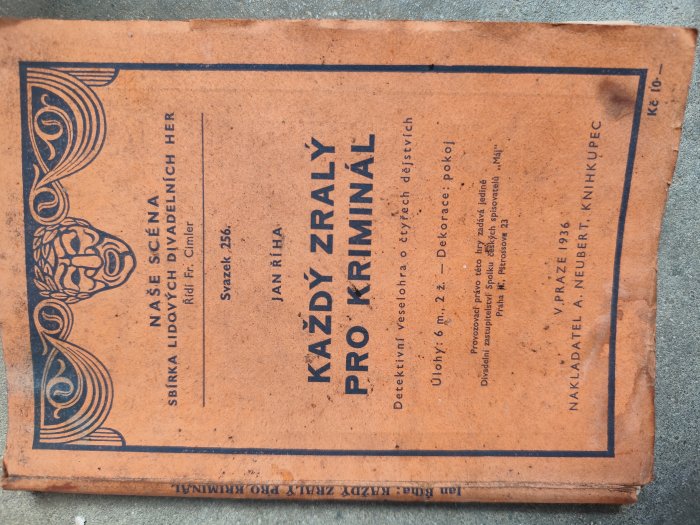 NAŠE SCÉNA
SBÍRKA LIDOVÝCH DIVADELNÍCH HER
Řídí Fr. Cimler
Svazek 256.
JAN ŘÍHA
KAŽDÝ ZRALÝ
PRO KRIMINÁL
Detektivní veselohra o čtyřech dějstvích
Úlohy: 6 m., 2 ž. — Dekorace: pokoj
Provozovací právo této hry zadává jedině
Divadelní zastupitelství Spolku českých spisovatelů „Máj"
Praha II., Pštrossova 23
V PRAZE 1936
NAKLADATEL A. NEUBERT, KNIHKUPEC
Kč 10·—
Jan Říha: KAŽDÝ ZRALÝ PRO KRIMINÁL